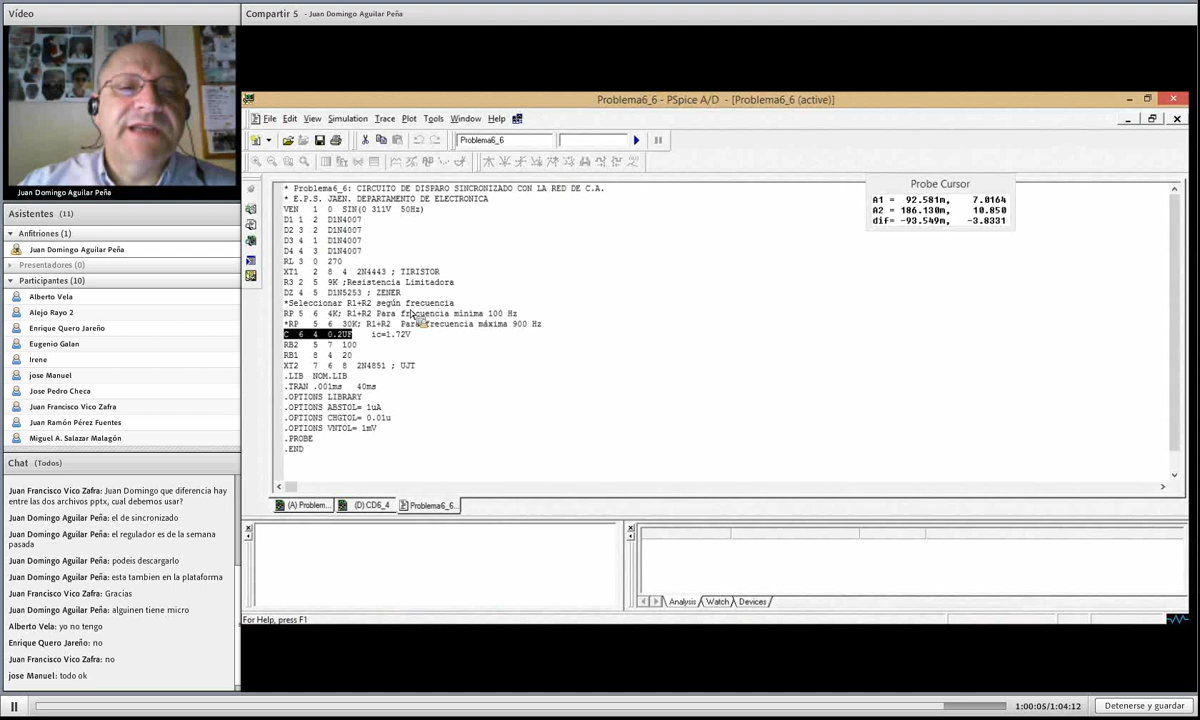 Vídeo
Juan Domingo Aguilar Peña
Asistentes (11)
Anfitriones (1)
Juan Domingo Aguilar Peña
Presentadores (0)
Participantes (10)
Alberto Vela
Alejo Rayo 2
Enrique Quero Jareño
Eugenio Galan
Irene
jose Manuel
Jose Pedro Checa
Juan Francisco Vico Zafra
Juan Ramón Pérez Fuentes
Miguel A. Salazar Malagón
Chat (Todos)
Juan Francisco Vico Zafra: Juan Domingo que diferencia hay
entre las dos archivos pptx, cual debemos usar?
Juan Domingo Aguilar Peña: el de sincronizado
Juan Domingo Aguilar Peña: el regulador es de la semana
pasada
Juan Domingo Aguilar Peña: podeis descargarlo
Juan Domingo Aguilar Peña: esta tambien en la plataforma
Juan Francisco Vico Zafra: Gracias
Juan Domingo Aguilar Peña: alguinen tiene micro
Alberto Vela: yo no tengo
Enrique Quero Jareño: no
Juan Francisco Vico Zafra: no
jose Manuel: todo ok
Compartir 5 - Juan Domingo Aguilar Peña
Problema6_6 - PSpice A/D - [Problema6_6 (active)]
File Edit View Simulation Trace Plot Tools Window Help
Problema6_6
* Problema6_6: CIRCUITO DE DISPARO SINCRONIZADO CON LA RED DE C.A.
* E.P.S. JAEN. DEPARTAMENTO DE ELECTRONICA
VEN 1 0 SIN(0 311V 50Hz)
D1 1 2 D1N4007
D2 3 2 D1N4007
D3 4 1 D1N4007
D4 4 3 D1N4007
RL 3 0 270
XT1 2 8 4 2N4443 ; TIRISTOR
R3 2 5 9K ;Resistencia Limitadora
DZ 4 5 D1N5253 ; ZENER
*Seleccionar R1+R2 según frecuencia
RP 5 6 4K; R1+R2 Para frecuencia mínima 100 Hz
*RP 5 6 30K; R1+R2 Para frecuencia máxima 900 Hz
C 6 4 0.2UF ic=1.72V
RB2 5 7 100
RB1 8 4 20
XT2 7 6 8 2N4851 ; UJT
.LIB NOM.LIB
.TRAN .001ms 40ms
.OPTIONS LIBRARY
.OPTIONS ABSTOL= 1uA
.OPTIONS CHGTOL= 0.01u
.OPTIONS VNTOL= 1mV
.PROBE
.END
Probe Cursor
A1 = 92.581m, 7.0164
A2 = 186.130m, 10.850
dif= -93.549m, -3.8331
(A) Problem... (D) CD6_4 Problema6_6...
Analysis Watch Devices
For Help, press F1
1:00:05/1:04:12
Detenerse y guardar